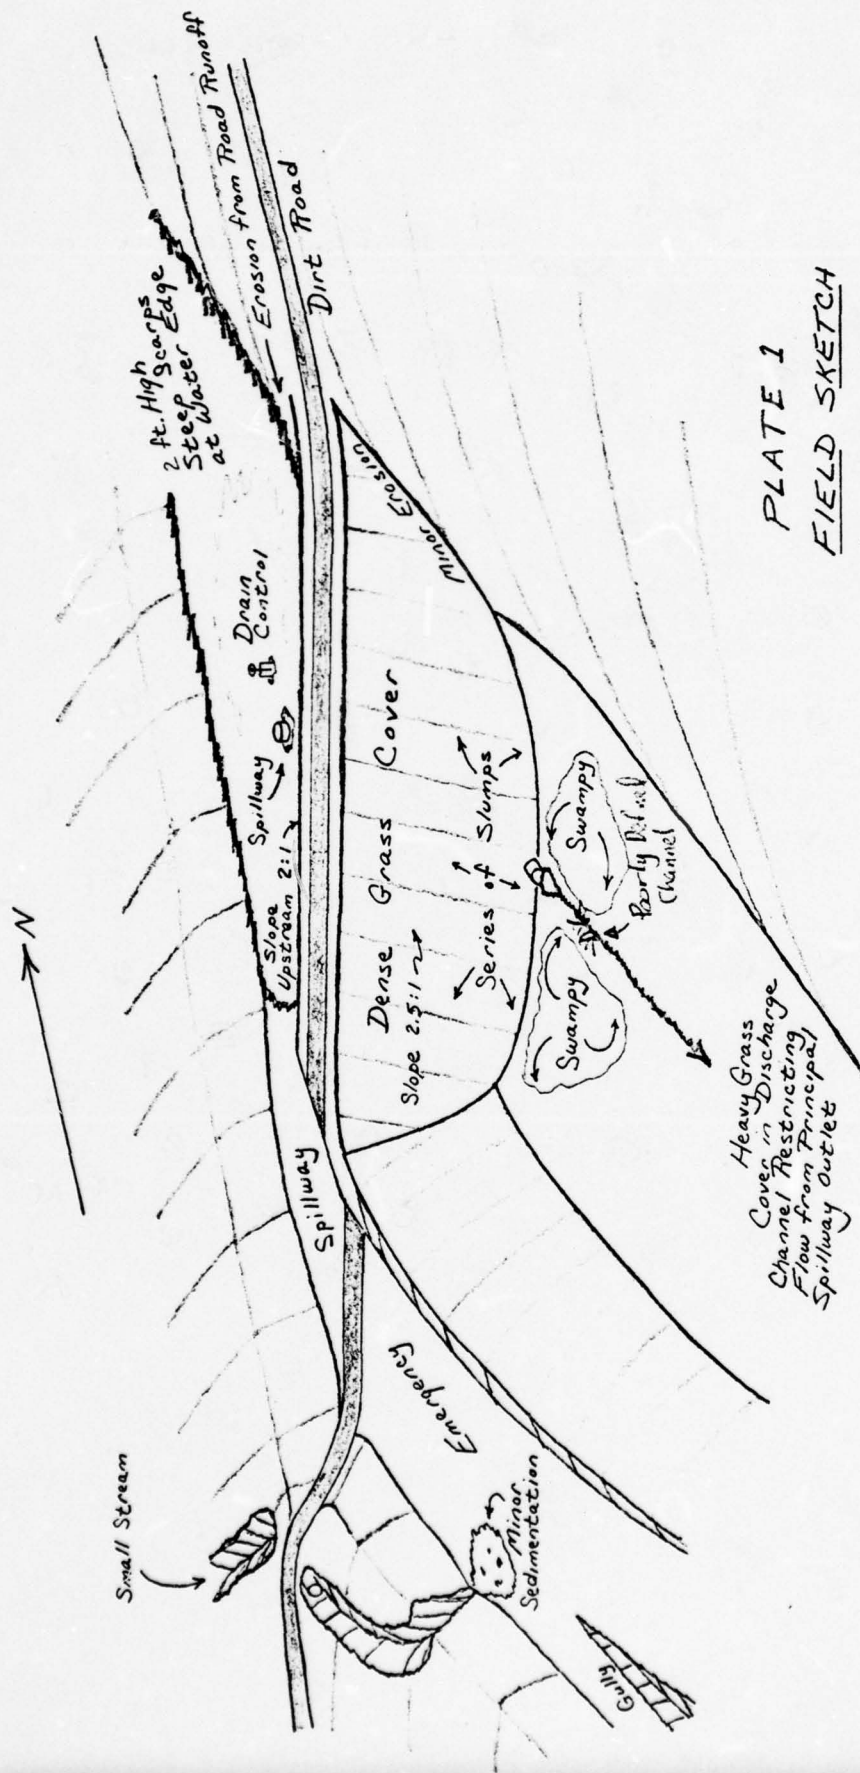 N
Small Stream
2 ft. High
Steep Scarps
at Water Edge
Erosion from Road Runoff
Dirt Road
Drain
Control
Spillway
Slope
Upstream 2:1
Spillway
Emergency
Minor Erosion
Dense Grass Cover
Slope 2.5:1
Series of Slumps
Swampy
Swampy
Poorly Defined
Channel
Minor
Sedimentation
Gully
Heavy Grass
Cover in Discharge
Channel Restricting
Flow from Principal
Spillway Outlet
PLATE 1
FIELD SKETCH